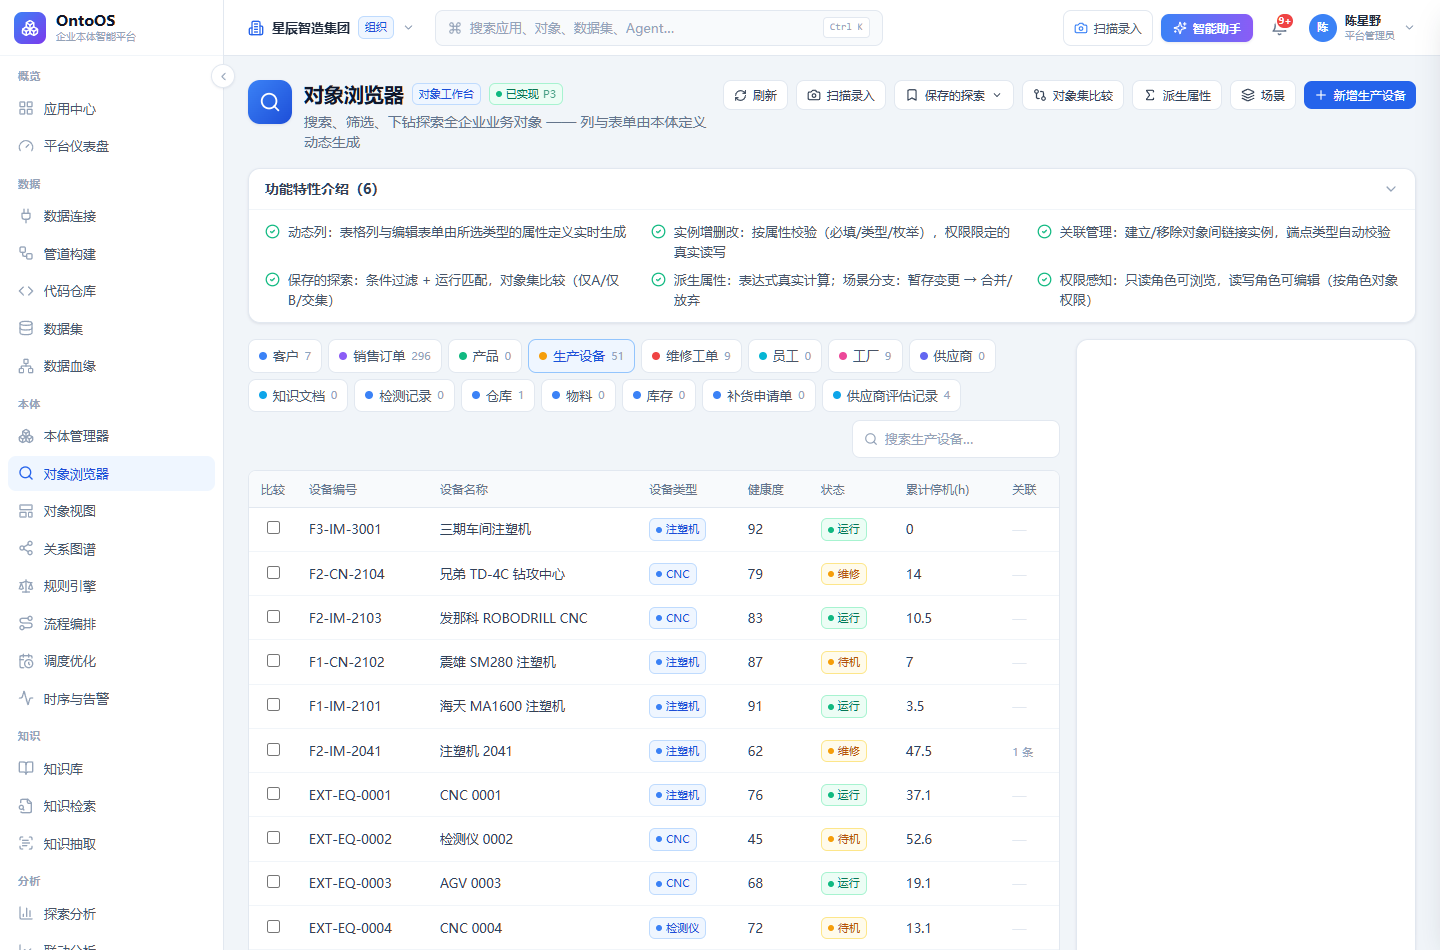 OntoOS
企业本体智能平台
星辰智造集团 组织
搜索应用、对象、数据集、Agent... Ctrl K
扫描录入
智能助手
9+
陈
陈星野
平台管理员
概览
应用中心
平台仪表盘
数据
数据连接
管道构建
代码仓库
数据集
数据血缘
本体
本体管理器
对象浏览器
对象视图
关系图谱
规则引擎
流程编排
调度优化
时序与告警
知识
知识库
知识检索
知识抽取
分析
探索分析
联动分析
对象浏览器 对象工作台 已实现 P3
搜索、筛选、下钻探索全企业业务对象 —— 列与表单由本体定义
动态生成
刷新 扫描录入 保存的探索 对象集比较 派生属性 场景 新增生产设备
功能特性介绍（6）
动态列：表格列与编辑表单由所选类型的属性定义实时生成
实例增删改：按属性校验（必填/类型/枚举），权限限定的
真实读写
关联管理：建立/移除对象间链接实例，端点类型自动校验
保存的探索：条件过滤 + 运行匹配，对象集比较（仅A/仅
B/交集）
派生属性：表达式真实计算；场景分支：暂存变更 → 合并/
放弃
权限感知：只读角色可浏览，读写角色可编辑（按角色对象
权限）
客户 7 销售订单 296 产品 0 生产设备 51 维修工单 9 员工 0 工厂 9 供应商 0
知识文档 0 检测记录 0 仓库 1 物料 0 库存 0 补货申请单 0 供应商评估记录 4
搜索生产设备...
比较 设备编号 设备名称 设备类型 健康度 状态 累计停机(h) 关联
F3-IM-3001 三期车间注塑机 注塑机 92 运行 0 —
F2-CN-2104 兄弟 TD-4C 钻攻中心 CNC 79 维修 14 —
F2-IM-2103 发那科 ROBODRILL CNC CNC 83 运行 10.5 —
F1-CN-2102 震雄 SM280 注塑机 注塑机 87 待机 7 —
F1-IM-2101 海天 MA1600 注塑机 注塑机 91 运行 3.5 —
F2-IM-2041 注塑机 2041 注塑机 62 维修 47.5 1 条
EXT-EQ-0001 CNC 0001 注塑机 76 运行 37.1 —
EXT-EQ-0002 检测仪 0002 CNC 45 待机 52.6 —
EXT-EQ-0003 AGV 0003 CNC 68 运行 19.1 —
EXT-EQ-0004 CNC 0004 检测仪 72 待机 13.1 —